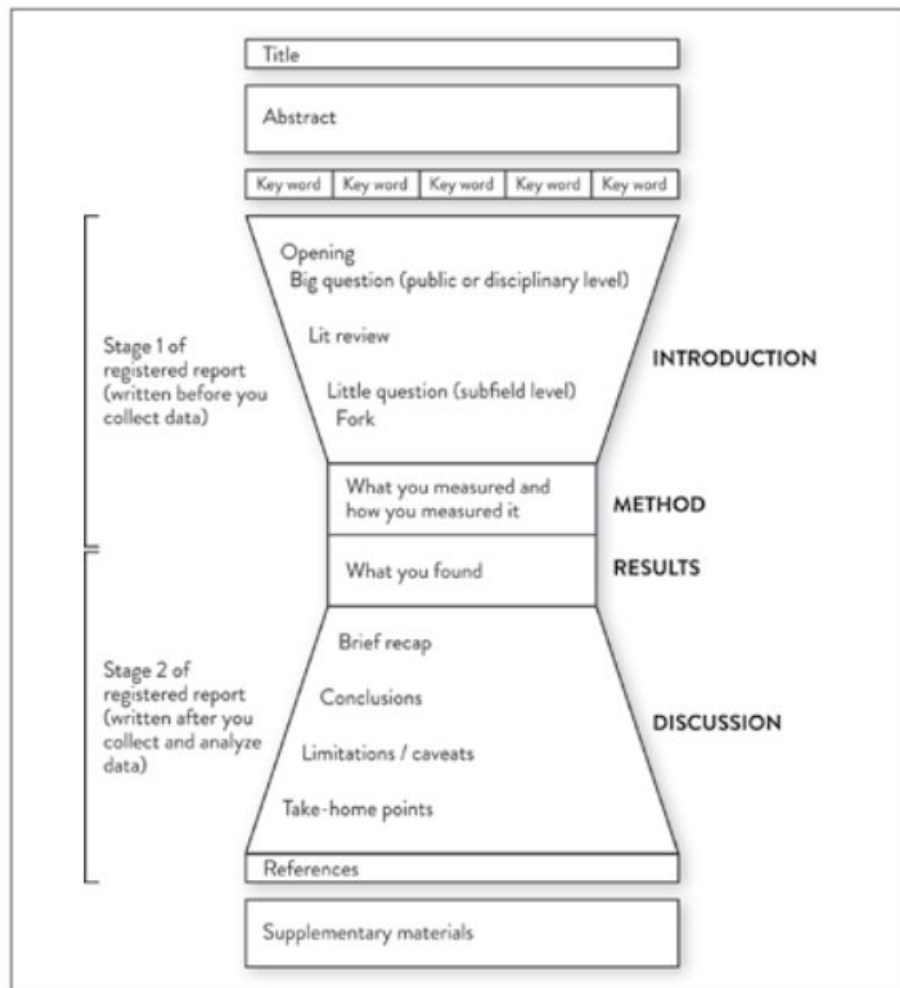 Title
Abstract
Key word Key word Key word Key word Key word
Opening
Big question (public or disciplinary level)
Lit review
Little question (subfield level)
Fork
Stage 1 of
registered report
(written before you
collect data)
INTRODUCTION
What you measured and
how you measured it
METHOD
What you found
RESULTS
Brief recap
Conclusions
Limitations / caveats
Take-home points
Stage 2 of
registered report
(written after you
collect and analyze
data)
DISCUSSION
References
Supplementary materials